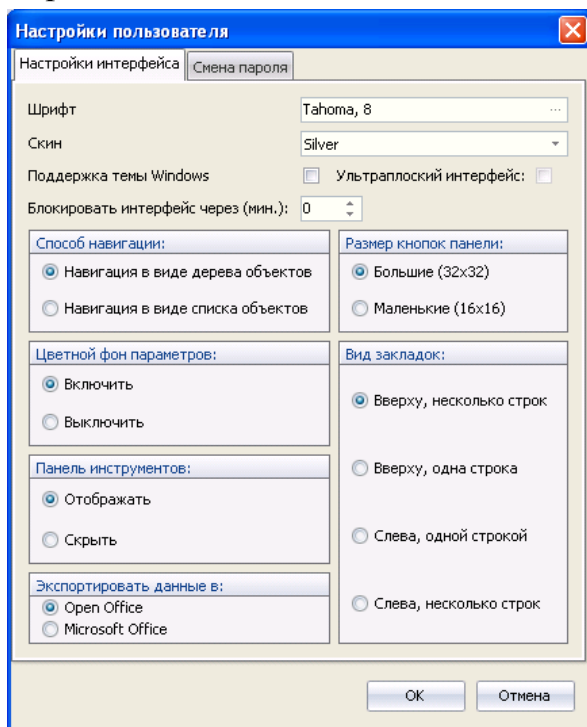 Настройки пользователя
Настройки интерфейса Смена пароля
Шрифт Tahoma, 8 ...
Скин Silver
Поддержка темы Windows Ультраплоский интерфейс:
Блокировать интерфейс через (мин.): 0
Способ навигации:
Навигация в виде дерева объектов
Навигация в виде списка объектов
Размер кнопок панели:
Большие (32x32)
Маленькие (16x16)
Цветной фон параметров:
Включить
Выключить
Вид закладок:
Вверху, несколько строк
Вверху, одна строка
Слева, одной строкой
Слева, несколько строк
Панель инструментов:
Отображать
Скрыть
Экспортировать данные в:
Open Office
Microsoft Office
OK Отмена